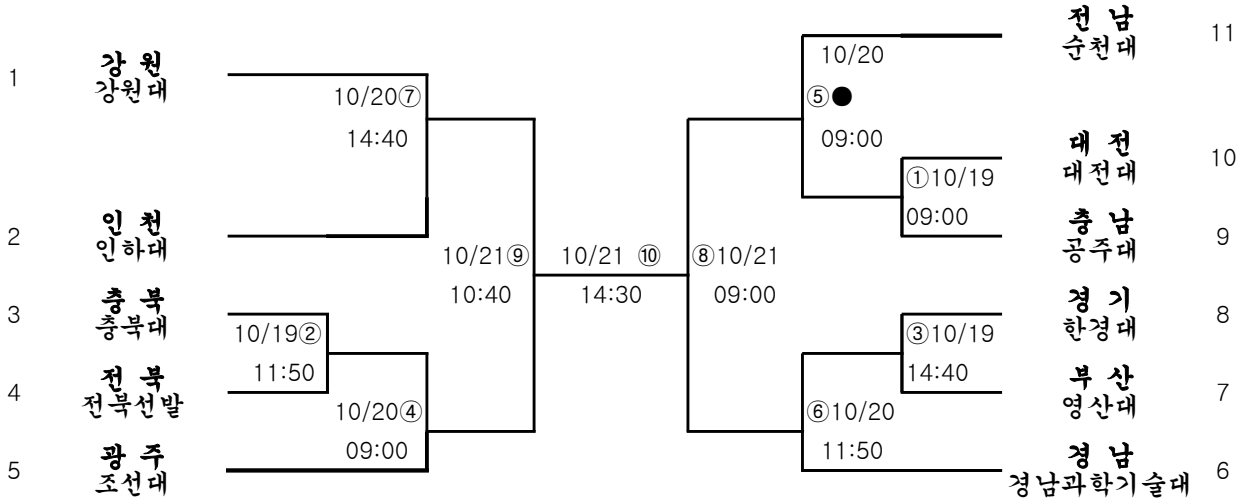 1
강 원
강원대
10/20⑦
14:40
2
인 천
인하대
3
충 북
충북대
10/19②
11:50
4
전 북
전북선발
10/20④
09:00
5
광 주
조선대
10/21⑨
10:40
10/21 ⑩
14:30
⑧10/21
09:00
전 남
순천대
11
10/20
⑤●
09:00
대 전
대전대
10
①10/19
09:00
충 남
공주대
9
경 기
한경대
8
③10/19
14:40
부 산
영산대
7
⑥10/20
11:50
경 남
경남과학기술대
6